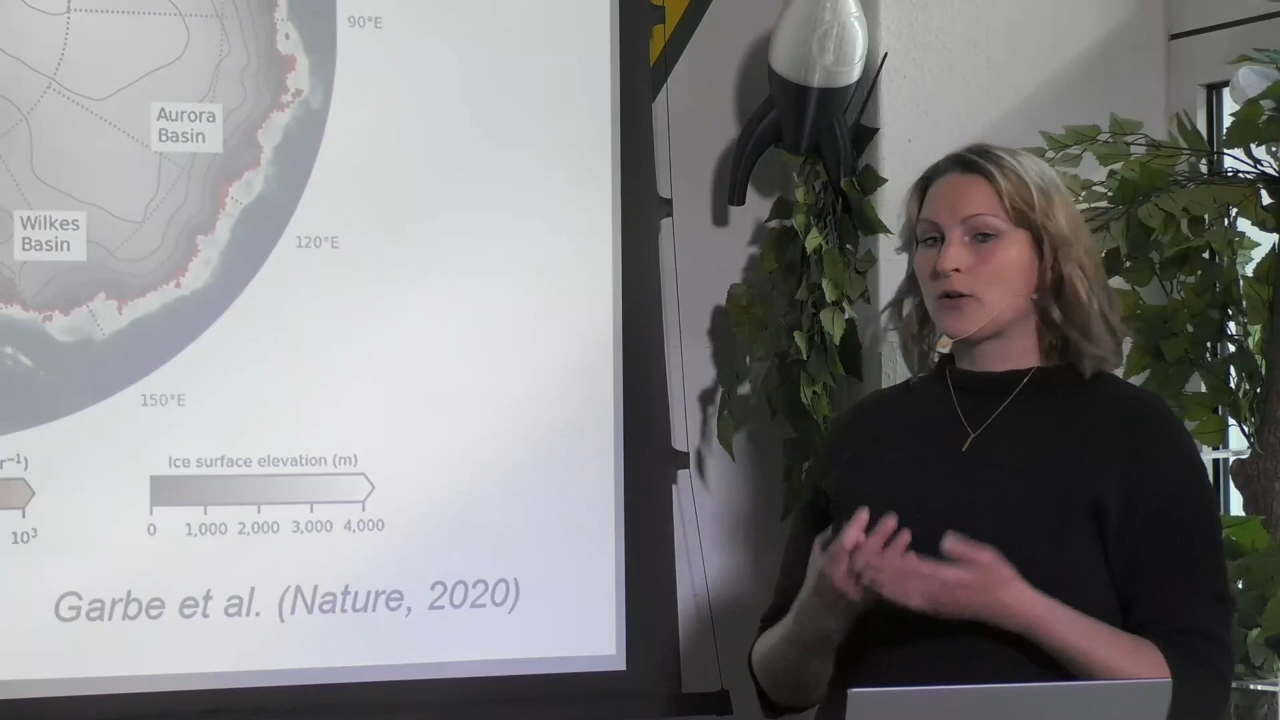 90°E
Aurora
Basin
Wilkes
Basin
120°E
150°E
r⁻¹)
Ice surface elevation (m)
0 1,000 2,000 3,000 4,000
10³
Garbe et al. (Nature, 2020)